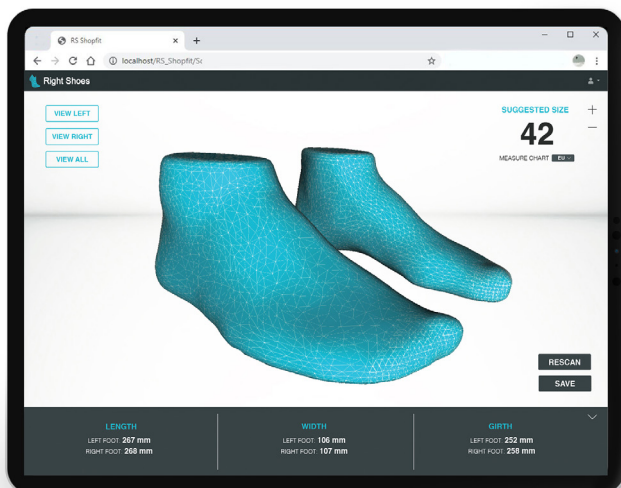 RS Shopfit
localhost/RS_Shopfit/Sc
Right Shoes
VIEW LEFT
VIEW RIGHT
VIEW ALL
SUGGESTED SIZE
42
MEASURE CHART EU
RESCAN
SAVE
LENGTH
LEFT FOOT 267 mm
RIGHT FOOT 268 mm
WIDTH
LEFT FOOT 106 mm
RIGHT FOOT 107 mm
GIRTH
LEFT FOOT 252 mm
RIGHT FOOT 258 mm